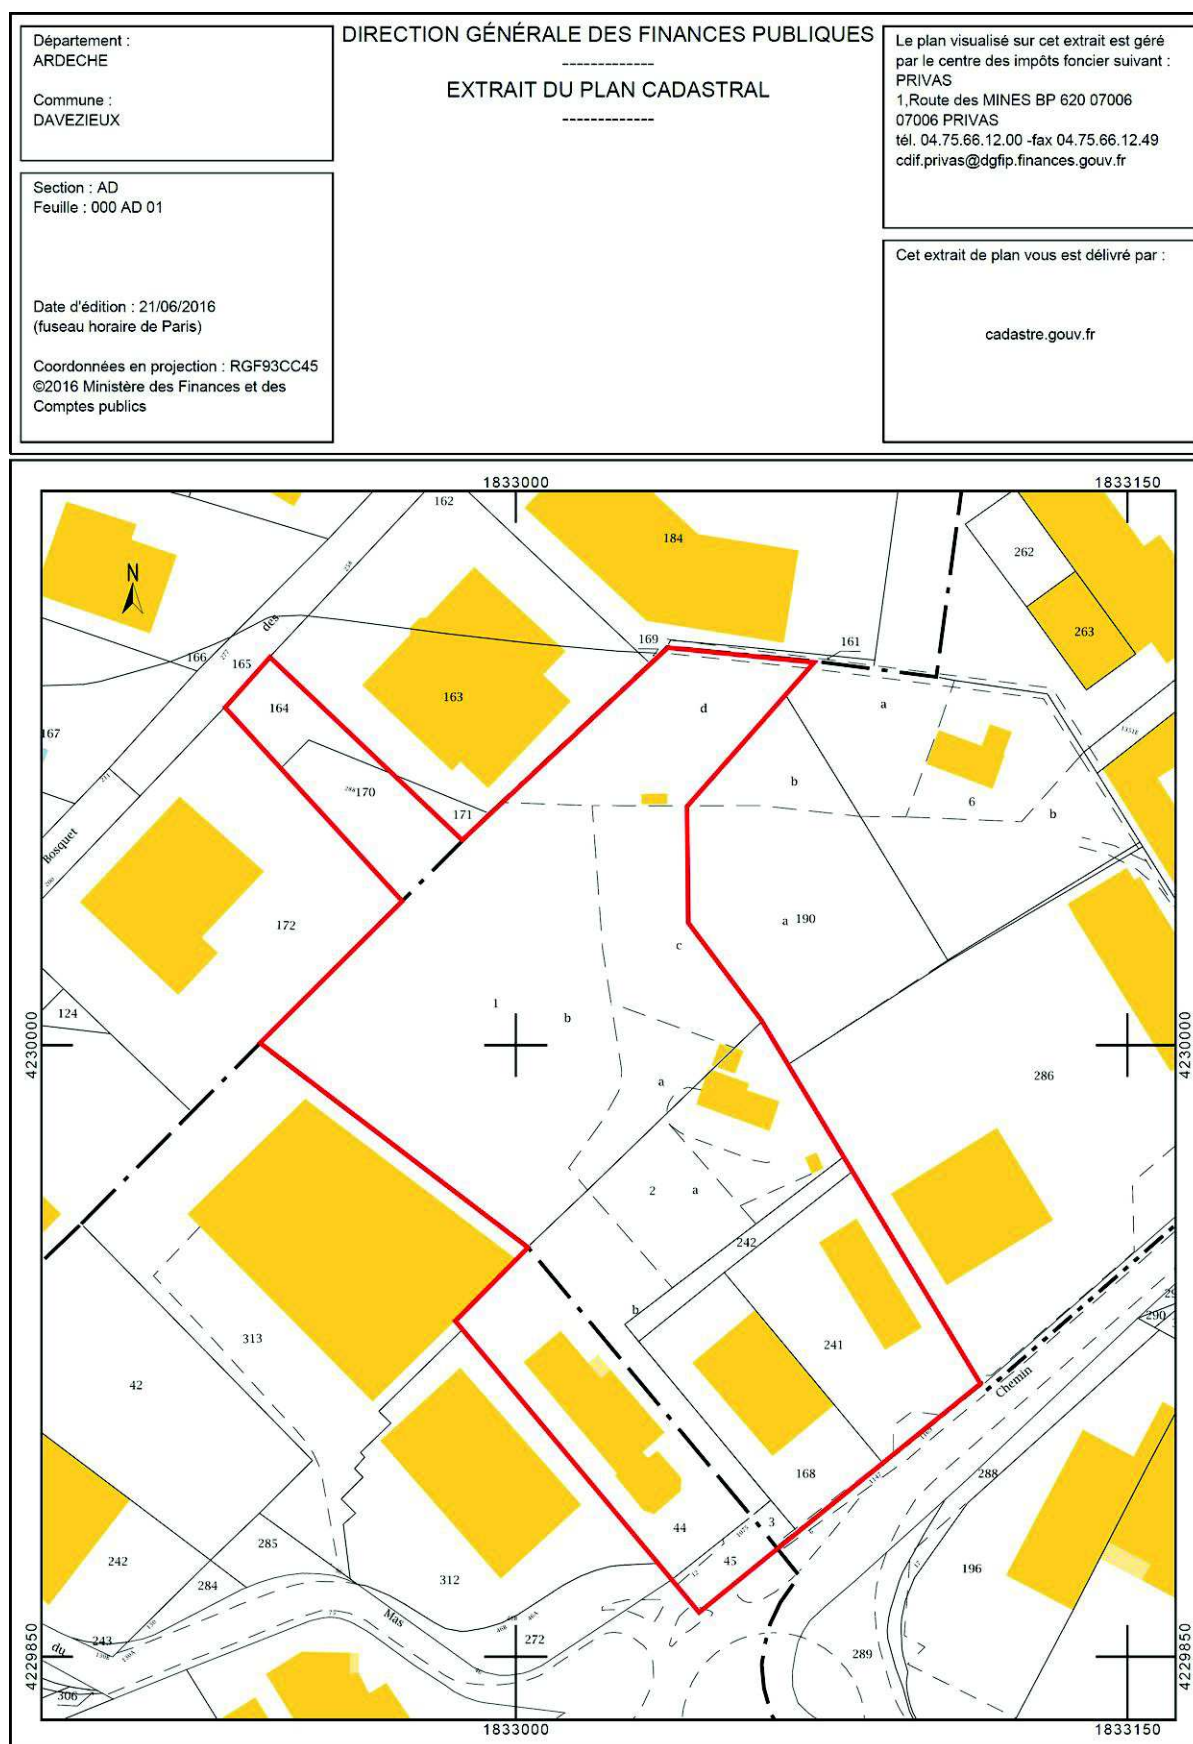 Département :
ARDECHE
Commune :
DAVEZIEUX
Section : AD
Feuille : 000 AD 01
Date d'édition : 21/06/2016
(fuseau horaire de Paris)
Coordonnées en projection : RGF93CC45
©2016 Ministère des Finances et des
Comptes publics
DIRECTION GÉNÉRALE DES FINANCES PUBLIQUES
-------------
EXTRAIT DU PLAN CADASTRAL
-------------
Le plan visualisé sur cet extrait est géré
par le centre des impôts foncier suivant :
PRIVAS
1,Route des MINES BP 620 07006
07006 PRIVAS
tél. 04.75.66.12.00 -fax 04.75.66.12.49
cdif.privas@dgfip.finances.gouv.fr
Cet extrait de plan vous est délivré par :
cadastre.gouv.fr
1833000
1833150
162
184
262
N
des
263
169
161
166
165
163
164
d
a
167
170
171
b
6
b
Bosquet
172
a 190
c
1
b
124
4230000
4230000
a
286
2
a
242
b
290
313
241
42
Chemin
168
288
44
3
45
285
242
284
312
196
Mas
243
du
272
289
306
4229850
4229850
1833000
1833150